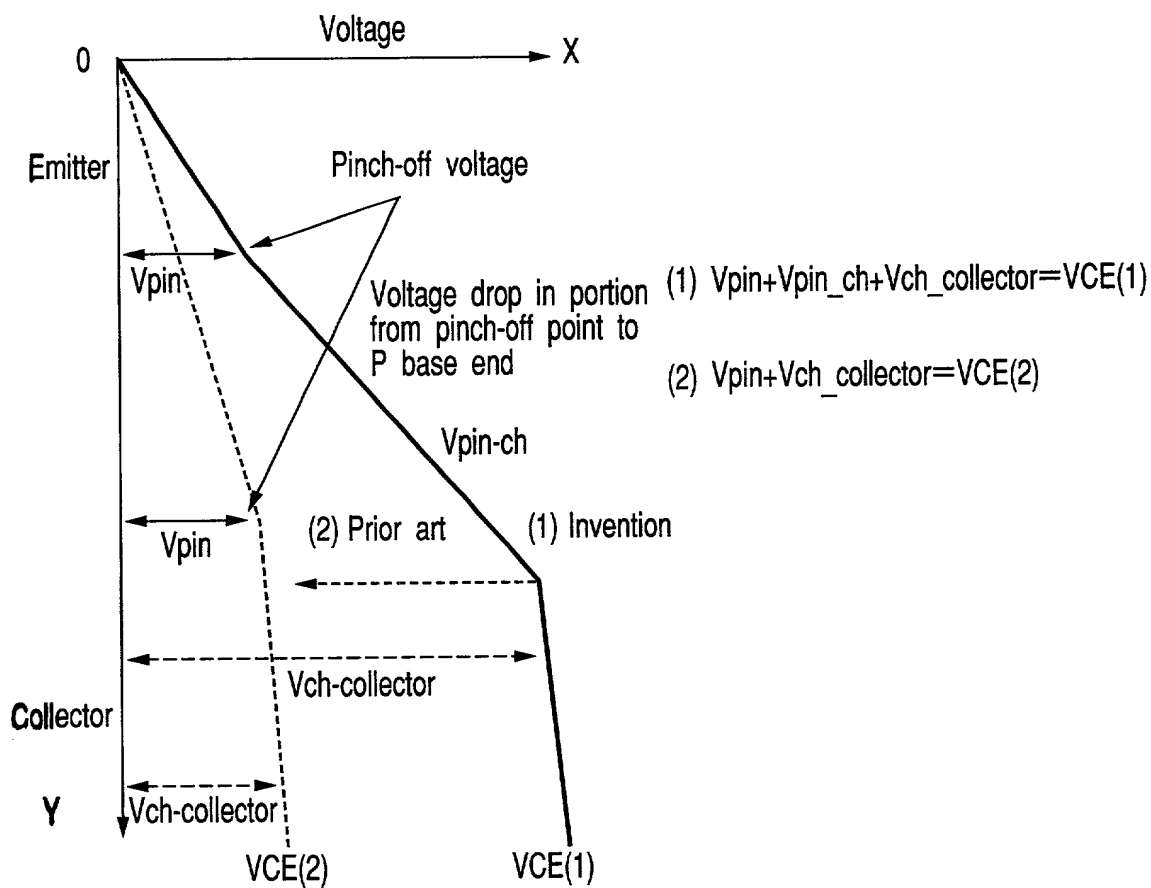 Voltage
0
X
Emitter
Pinch-off voltage
Vpin
Voltage drop in portion
from pinch-off point to
P base end
(1) Vpin+Vpin_ch+Vch_collector=VCE(1)
(2) Vpin+Vch_collector=VCE(2)
Vpin-ch
Vpin
(2) Prior art
(1) Invention
Vch-collector
Collector
Y
Vch-collector
VCE(2)
VCE(1)